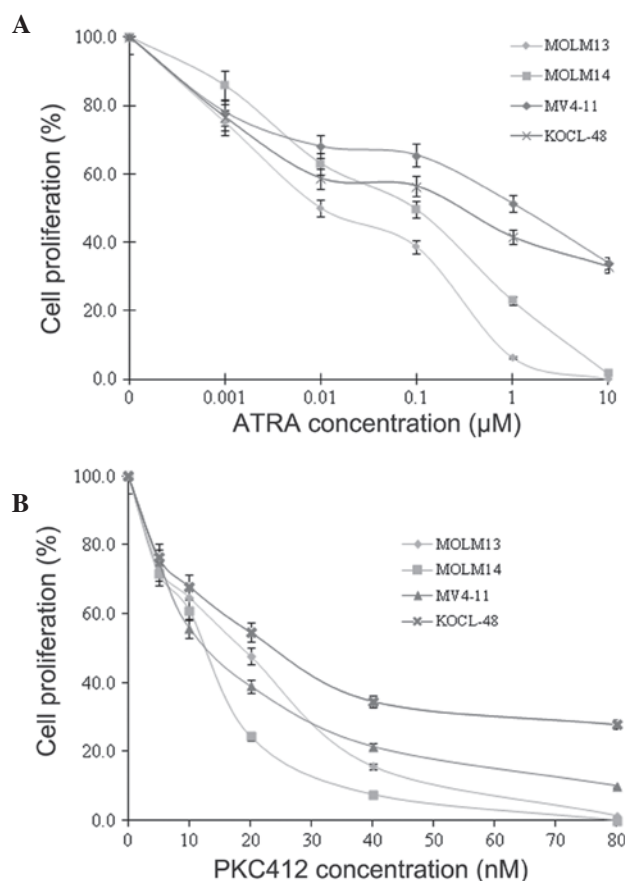 A
100.0
80.0
60.0
40.0
20.0
0.0
Cell proliferation (%)
MOLM13
MOLM14
MV4-11
KOCL-48
0
0.001
0.01
0.1
1
10
ATRA concentration (µM)
B
100.0
80.0
60.0
40.0
20.0
0.0
Cell proliferation (%)
MOLM13
MOLM14
MV4-11
KOCL-48
0
10
20
30
40
50
60
70
80
PKC412 concentration (nM)